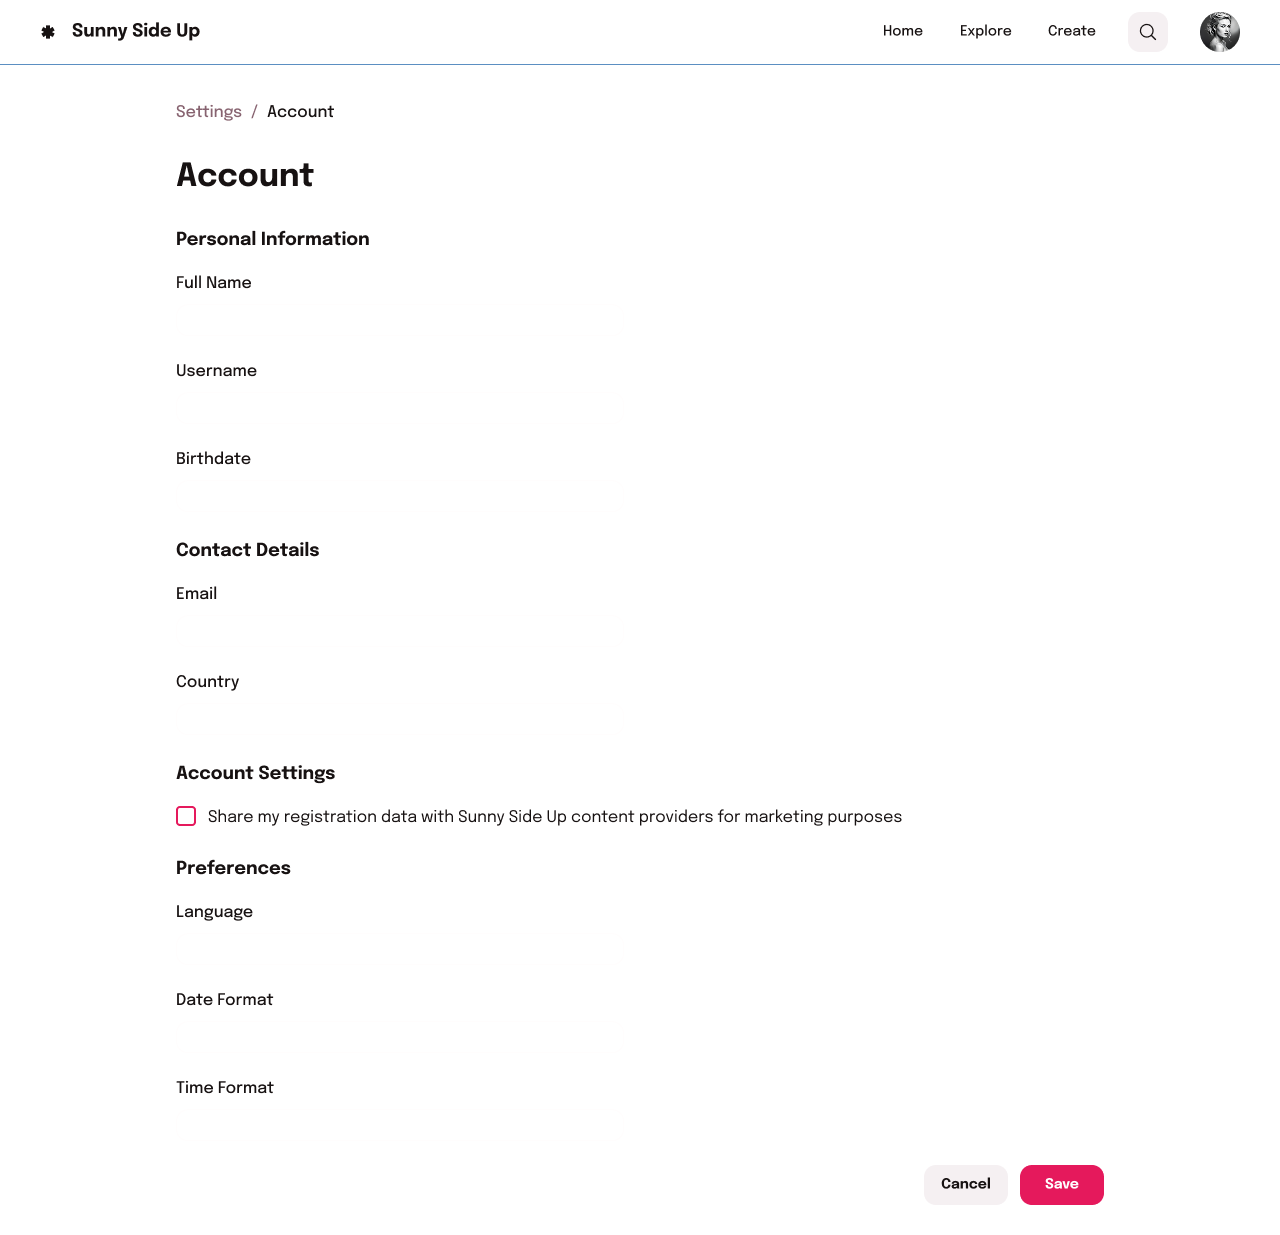 Sunny Side Up
Home
Explore
Create
Settings / Account
Account
Personal Information
Full Name
Username
Birthdate
Contact Details
Email
Country
Account Settings
Share my registration data with Sunny Side Up content providers for marketing purposes
Preferences
Language
Date Format
Time Format
Cancel
Save